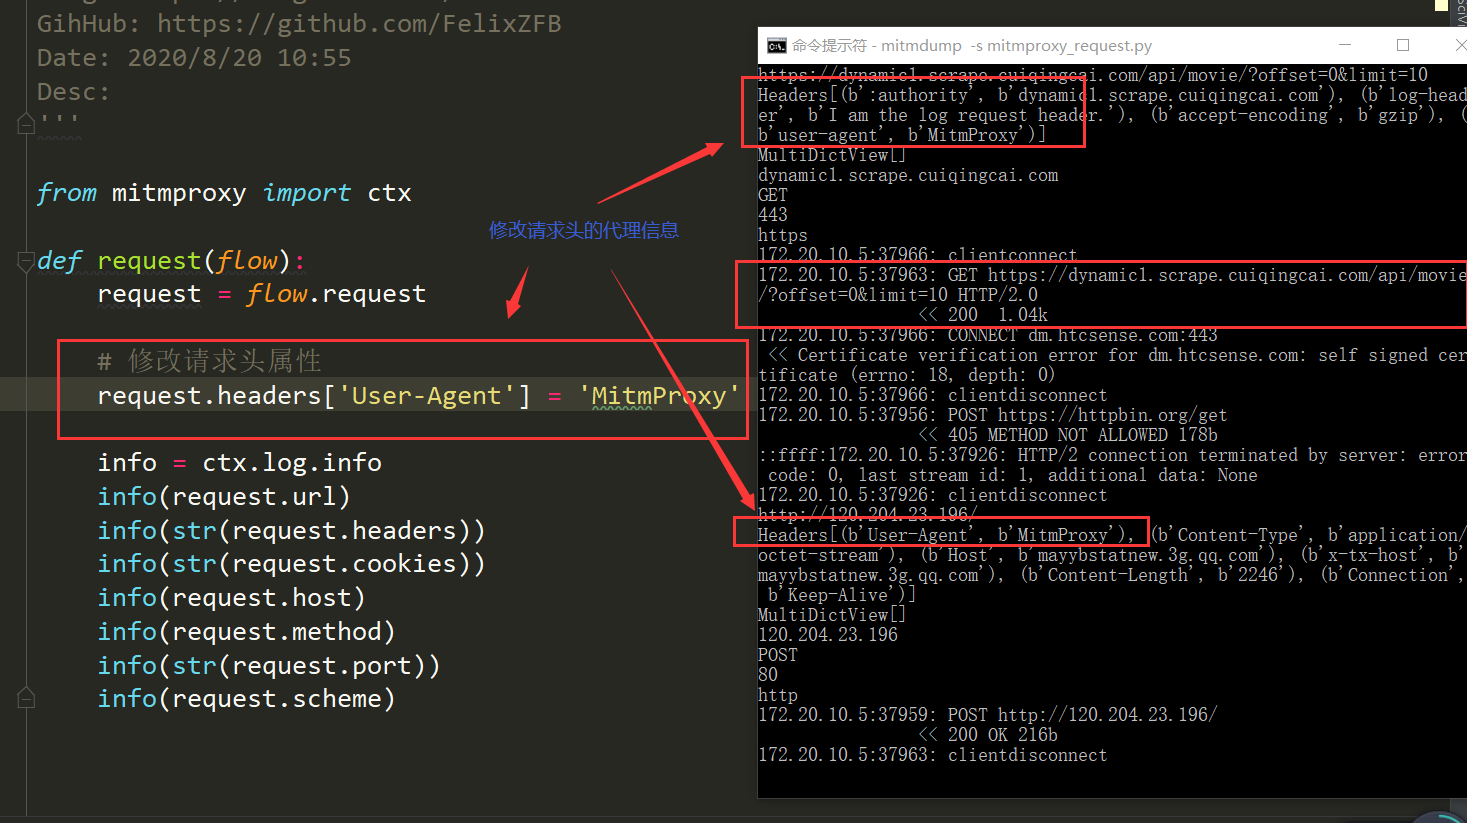 GihHub: https://github.com/FelixZFB
Date: 2020/8/20 10:55
Desc:
'''
from mitmproxy import ctx
def request(flow):
request = flow.request
# 修改请求头属性
request.headers['User-Agent'] = 'MitmProxy'
info = ctx.log.info
info(request.url)
info(str(request.headers))
info(str(request.cookies))
info(request.host)
info(request.method)
info(str(request.port))
info(request.scheme)
修改请求头的代理信息
命令提示符 - mitmdump -s mitmproxy_request.py
https://dynamic1.scrape.cuiqingcai.com/api/movie/?offset=0&limit=10
Headers[(b':authority', b'dynamic1.scrape.cuiqingcai.com'), (b'log-head
er', b'I am the log request header.'), (b'accept-encoding', b'gzip'), (
b'user-agent', b'MitmProxy')]
MultiDictView[]
dynamic1.scrape.cuiqingcai.com
GET
443
https
172.20.10.5:37966: clientconnect
172.20.10.5:37963: GET https://dynamic1.scrape.cuiqingcai.com/api/movie
/?offset=0&limit=10 HTTP/2.0
<< 200 1.04k
172.20.10.5:37966: CONNECT dm.htcsense.com:443
<< Certificate verification error for dm.htcsense.com: self signed cer
tificate (errno: 18, depth: 0)
172.20.10.5:37966: clientdisconnect
172.20.10.5:37956: POST https://httpbin.org/get
<< 405 METHOD NOT ALLOWED 178b
::ffff:172.20.10.5:37926: HTTP/2 connection terminated by server: error
code: 0, last stream id: 1, additional data: None
172.20.10.5:37926: clientdisconnect
http://120.204.23.196/
Headers[(b'User-Agent', b'MitmProxy'), (b'Content-Type', b'application/
octet-stream'), (b'Host', b'mayybstatnew.3g.qq.com'), (b'x-tx-host', b'
mayybstatnew.3g.qq.com'), (b'Content-Length', b'2246'), (b'Connection',
b'Keep-Alive')]
MultiDictView[]
120.204.23.196
POST
80
http
172.20.10.5:37959: POST http://120.204.23.196/
<< 200 OK 216b
172.20.10.5:37963: clientdisconnect